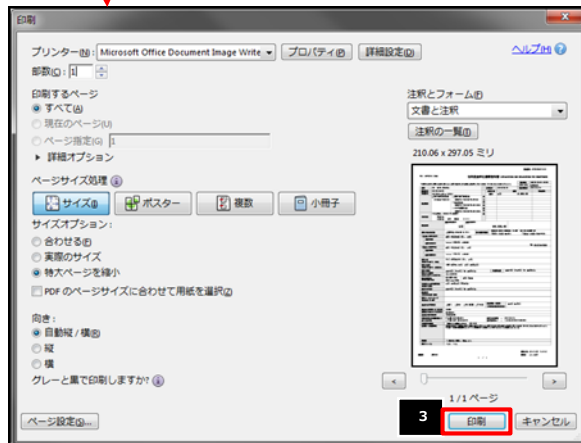 印刷
プリンター(N): Microsoft Office Document Image Write プロパティ(P) 詳細設定(D) ヘルプ(H)
部数(C): 1
印刷するページ
すべて(A)
現在のページ(U)
ページ指定(G) 1
詳細オプション
ページサイズ処理
サイズ(I) ポスター 複数 小冊子
サイズオプション:
合わせる(F)
実際のサイズ
特大ページを縮小
PDF のページサイズに合わせて用紙を選択(Z)
向き:
自動縦 / 横(R)
縦
横
グレーと黒で印刷しますか?
注釈とフォーム(F)
文書と注釈
注釈の一覧(T)
210.06 x 297.05 ミリ
< >
1/1 ページ
ページ設定(S)... 3 印刷 キャンセル